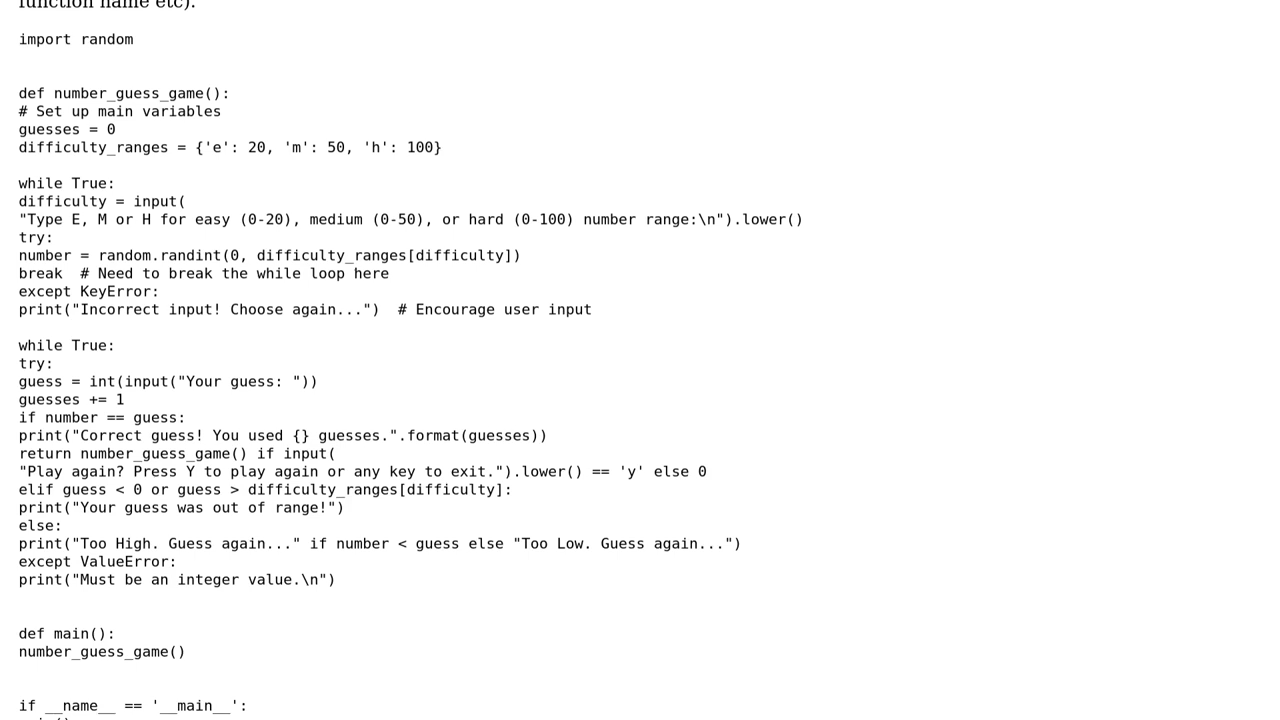 function name etc).
import random
def number_guess_game():
# Set up main variables
guesses = 0
difficulty_ranges = {'e': 20, 'm': 50, 'h': 100}
while True:
difficulty = input(
"Type E, M or H for easy (0-20), medium (0-50), or hard (0-100) number range:\n").lower()
try:
number = random.randint(0, difficulty_ranges[difficulty])
break  # Need to break the while loop here
except KeyError:
print("Incorrect input! Choose again...")  # Encourage user input
while True:
try:
guess = int(input("Your guess: "))
guesses += 1
if number == guess:
print("Correct guess! You used {} guesses.".format(guesses))
return number_guess_game() if input(
"Play again? Press Y to play again or any key to exit.").lower() == 'y' else 0
elif guess < 0 or guess > difficulty_ranges[difficulty]:
print("Your guess was out of range!")
else:
print("Too High. Guess again..." if number < guess else "Too Low. Guess again...")
except ValueError:
print("Must be an integer value.\n")
def main():
number_guess_game()
if __name__ == '__main__':